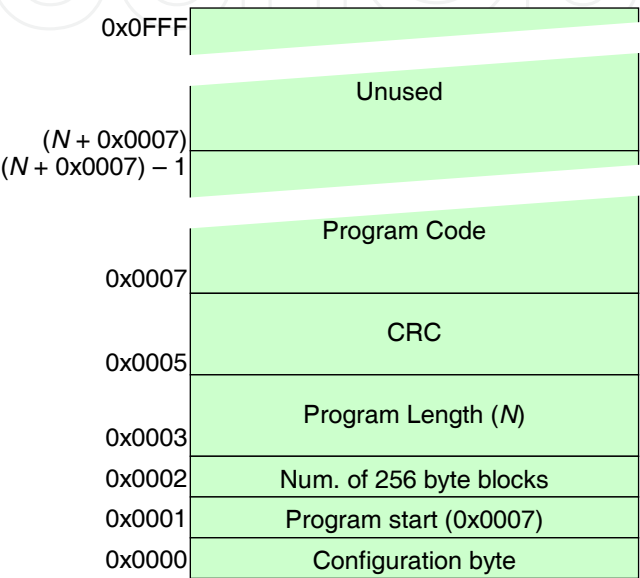 0x0FFF
Unused
(N + 0x0007)
(N + 0x0007) – 1
Program Code
0x0007
CRC
0x0005
Program Length (N)
0x0003
0x0002 Num. of 256 byte blocks
0x0001 Program start (0x0007)
0x0000 Configuration byte